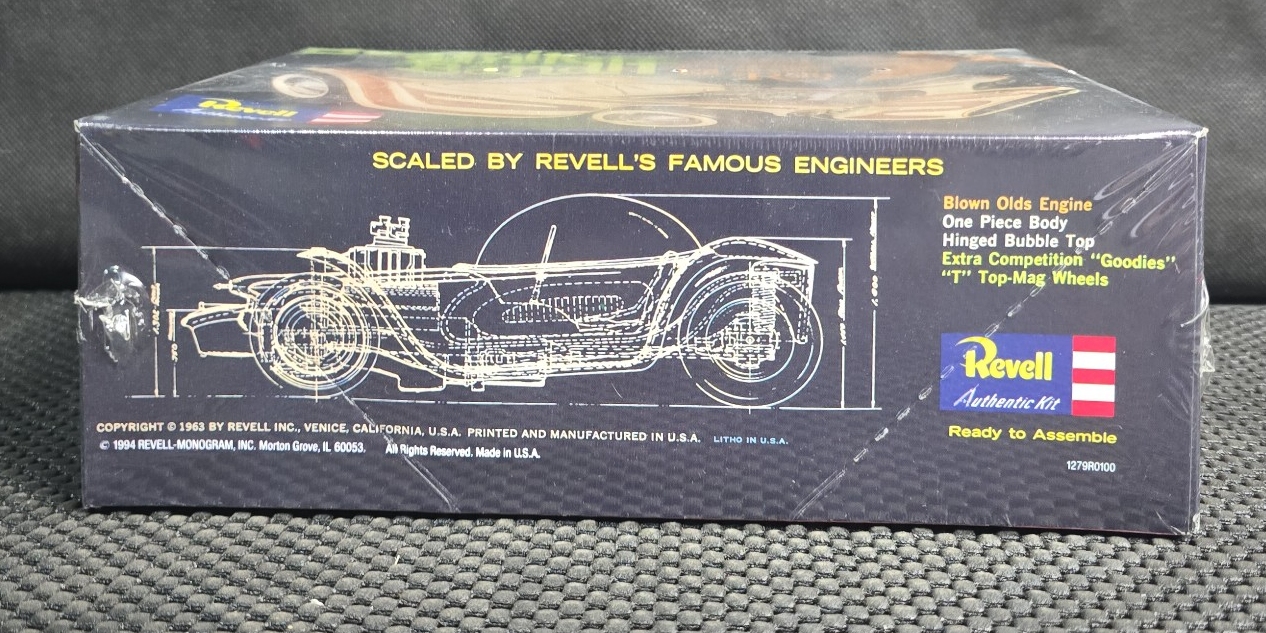 Revell
SCALED BY REVELL'S FAMOUS ENGINEERS
Blown Olds Engine
One Piece Body
Hinged Bubble Top
Extra Competition "Goodies"
"T" Top-Mag Wheels
Revell
Authentic Kit
Ready to Assemble
COPYRIGHT © 1963 BY REVELL INC., VENICE, CALIFORNIA, U.S.A. PRINTED AND MANUFACTURED IN U.S.A. LITHO IN U.S.A.
© 1994 REVELL-MONOGRAM, INC. Morton Grove, IL 60053. All Rights Reserved. Made in U.S.A.
1279R0100